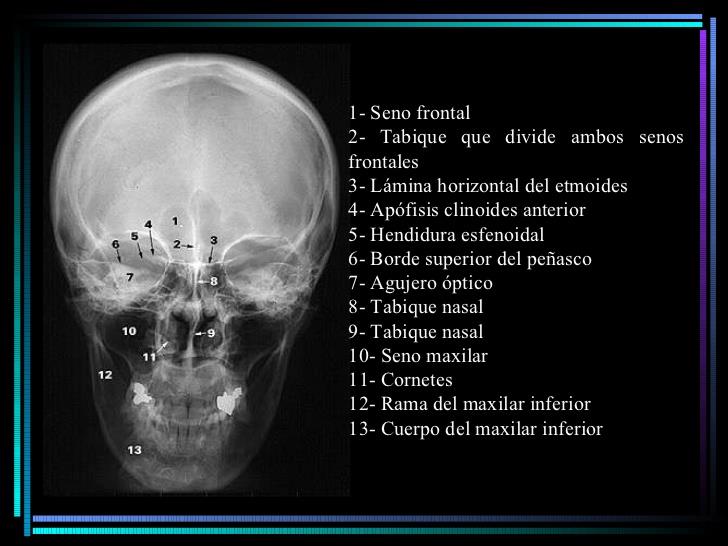 1
2
3
4
5
6
7
8
9
10
11
12
13
1- Seno frontal
2- Tabique que divide ambos senos
frontales
3- Lámina horizontal del etmoides
4- Apófisis clinoides anterior
5- Hendidura esfenoidal
6- Borde superior del peñasco
7- Agujero óptico
8- Tabique nasal
9- Tabique nasal
10- Seno maxilar
11- Cornetes
12- Rama del maxilar inferior
13- Cuerpo del maxilar inferior